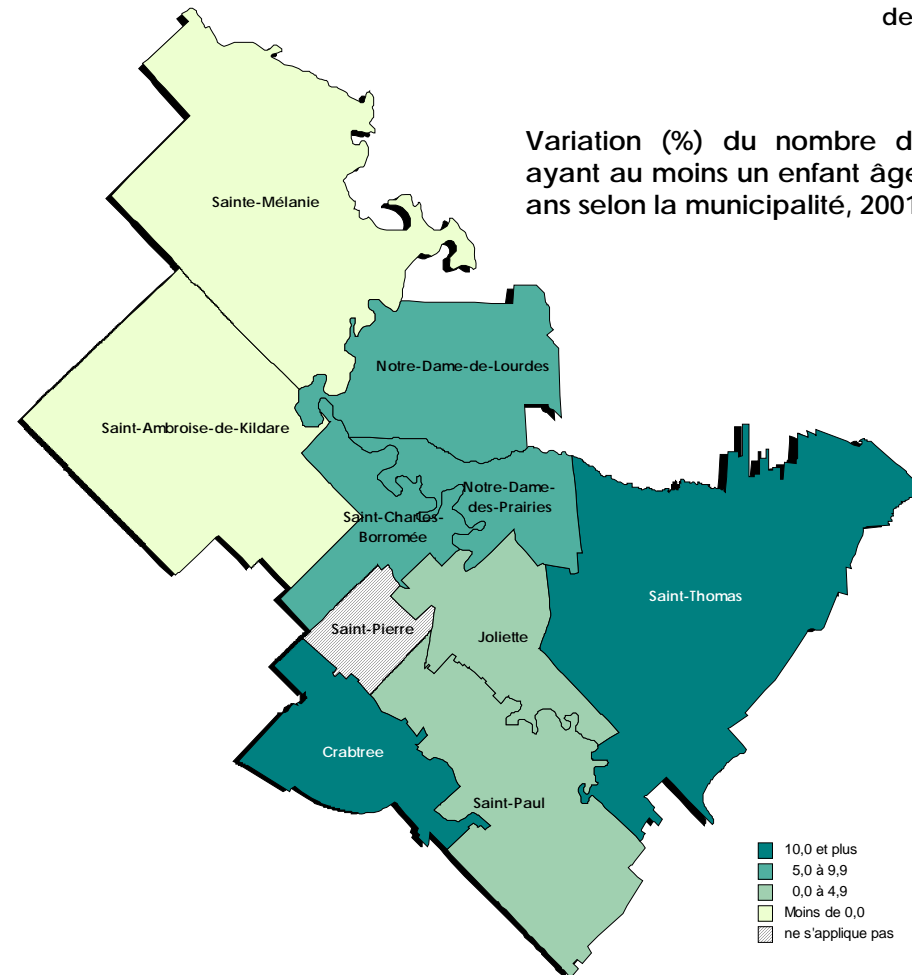 de
Variation (%) du nombre d
ayant au moins un enfant âge
ans selon la municipalité, 2001
Sainte-Mélanie
Notre-Dame-de-Lourdes
Saint-Ambroise-de-Kildare
Notre-Dame-
des-Prairies
Saint-Charles-
Borromée
Saint-Thomas
Saint-Pierre
Joliette
Crabtree
Saint-Paul
10,0 et plus
5,0 à 9,9
0,0 à 4,9
Moins de 0,0
ne s'applique pas